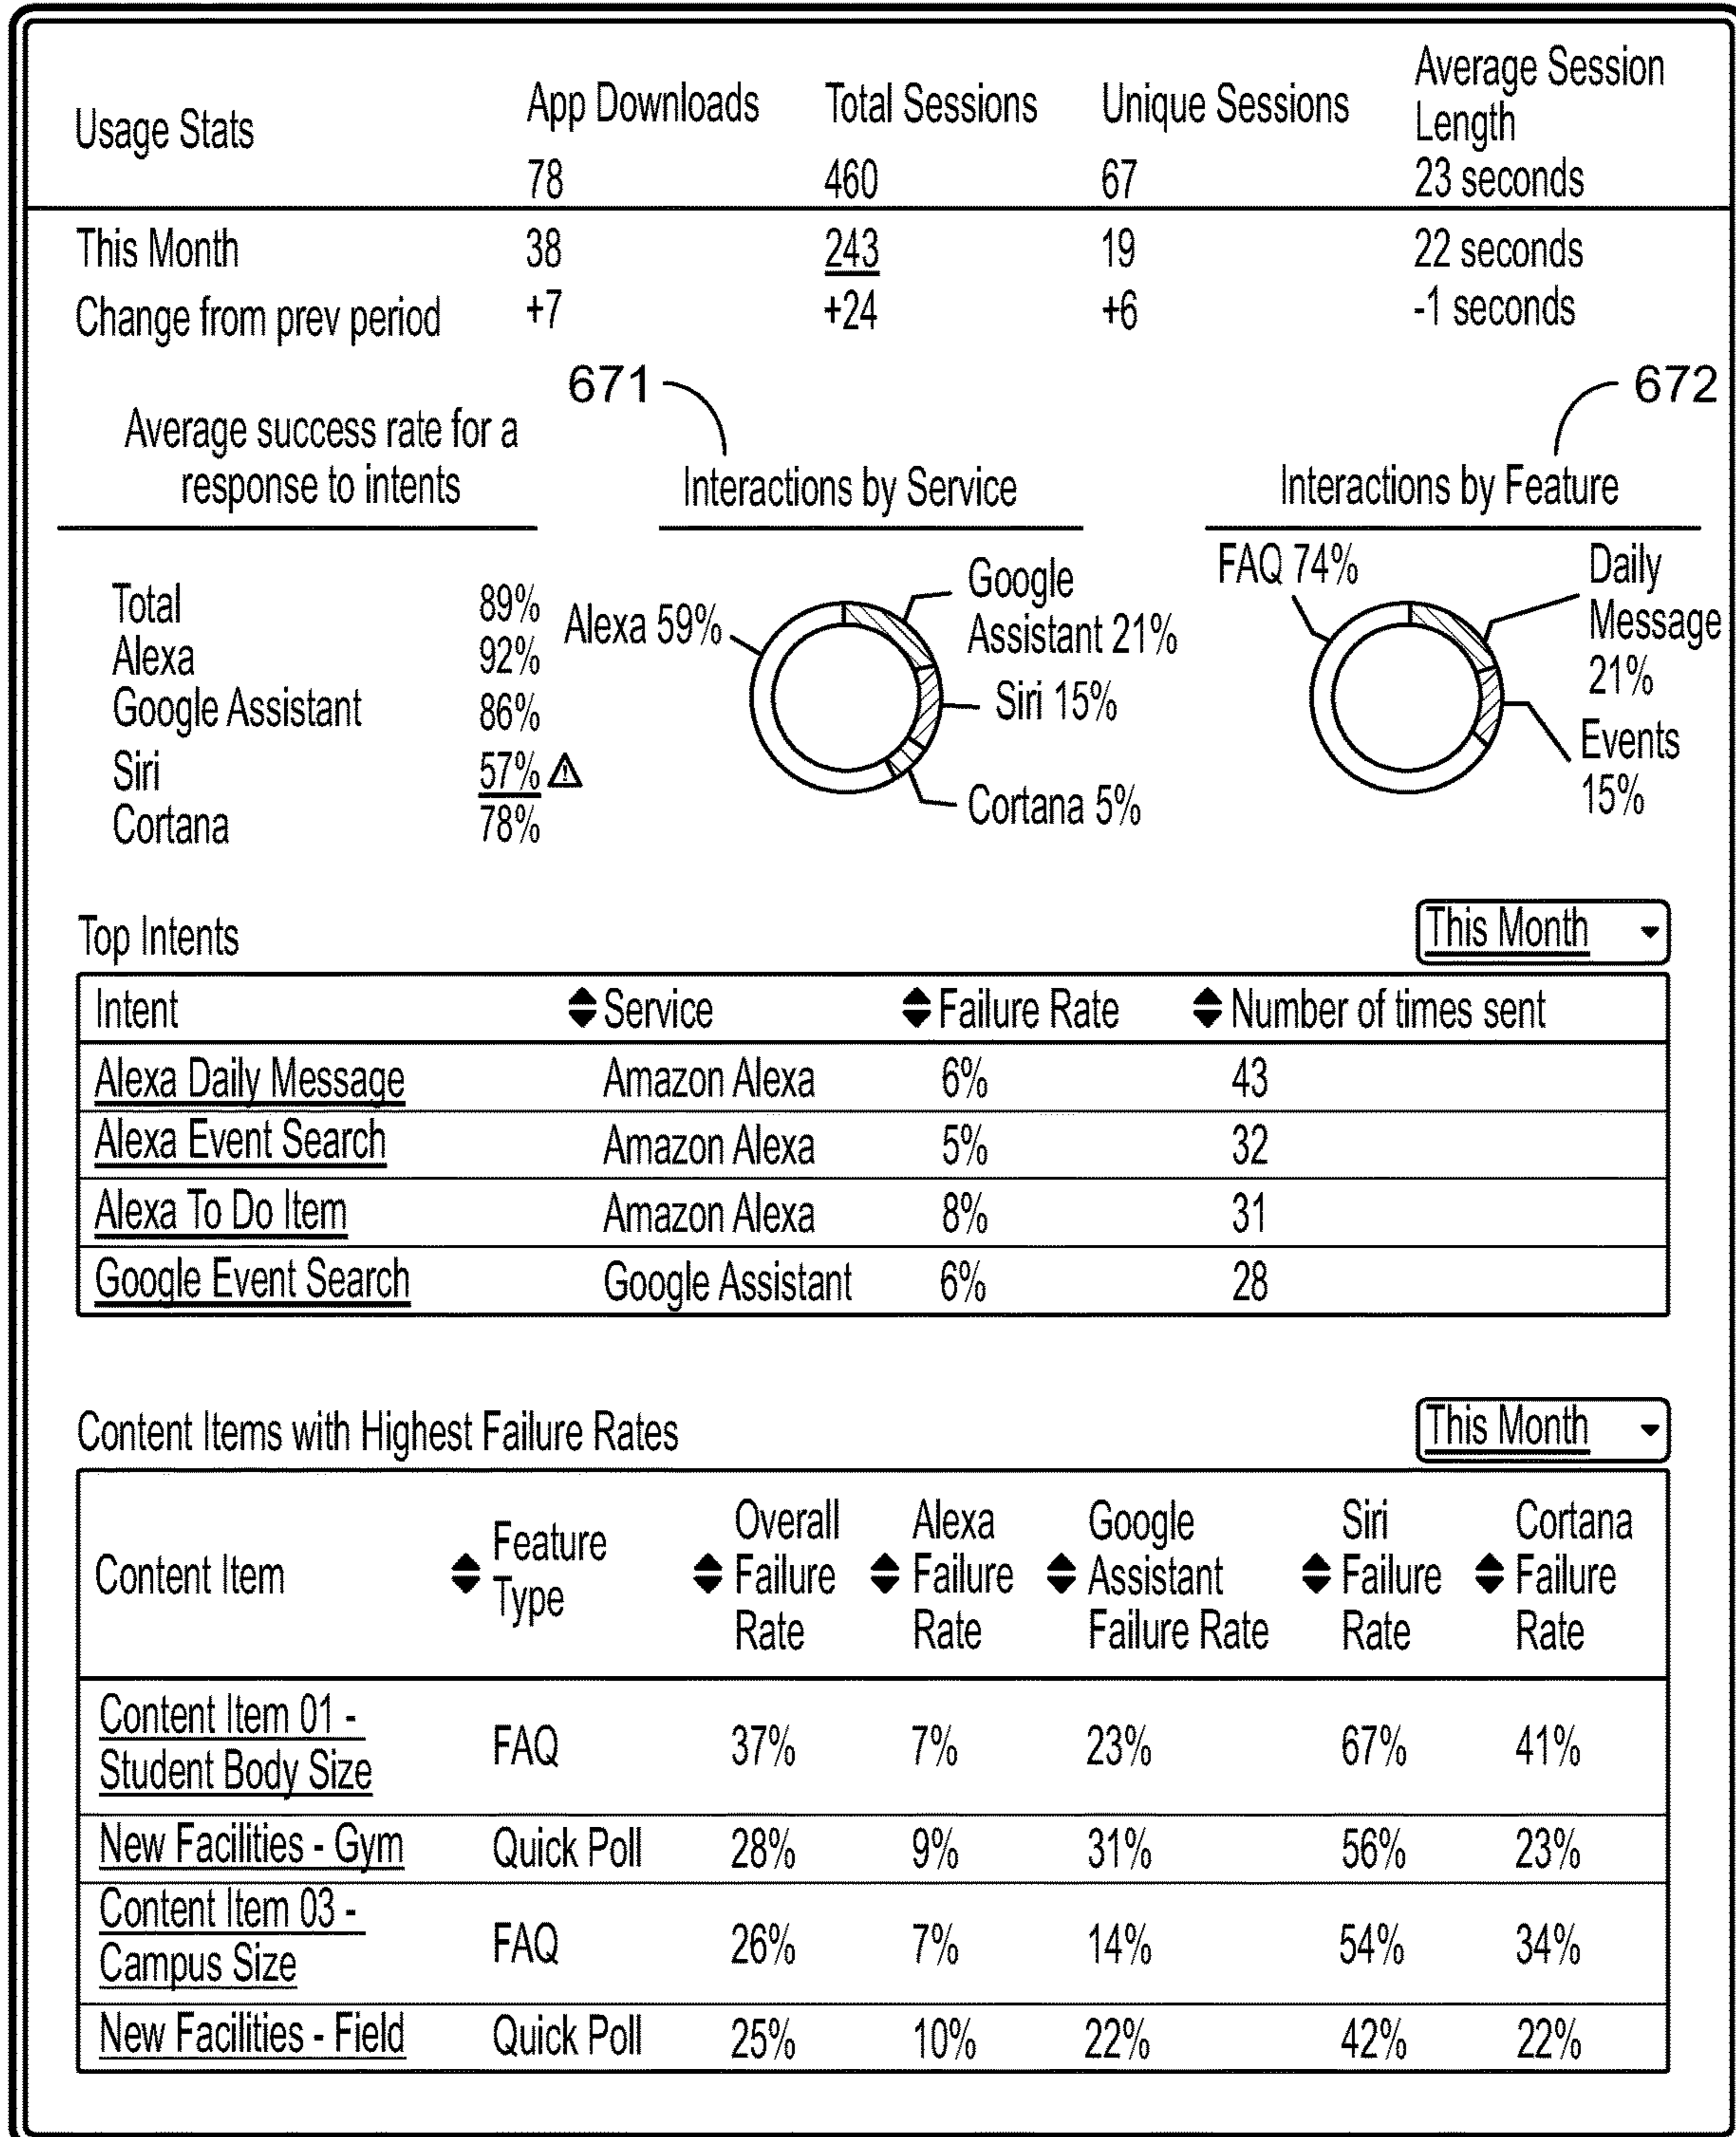 Usage Stats
App Downloads
Total Sessions
Unique Sessions
Average Session
Length
78
460
67
23 seconds
This Month
38
243
19
22 seconds
Change from prev period
+7
+24
+6
-1 seconds
671
672
Average success rate for a
response to intents
Total 89%
Alexa 92%
Google Assistant 86%
Siri 57%
Cortana 78%
Interactions by Service
Alexa 59%
Google
Assistant 21%
Siri 15%
Cortana 5%
Interactions by Feature
FAQ 74%
Daily
Message
21%
Events
15%
Top Intents
This Month
Intent Service Failure Rate Number of times sent
Alexa Daily Message Amazon Alexa 6% 43
Alexa Event Search Amazon Alexa 5% 32
Alexa To Do Item Amazon Alexa 8% 31
Google Event Search Google Assistant 6% 28
Content Items with Highest Failure Rates
This Month
Content Item
Feature
Type
Overall
Failure
Rate
Alexa
Failure
Rate
Google
Assistant
Failure Rate
Siri
Failure
Rate
Cortana
Failure
Rate
Content Item 01 -
Student Body Size
FAQ 37% 7% 23% 67% 41%
New Facilities - Gym Quick Poll 28% 9% 31% 56% 23%
Content Item 03 -
Campus Size
FAQ 26% 7% 14% 54% 34%
New Facilities - Field Quick Poll 25% 10% 22% 42% 22%